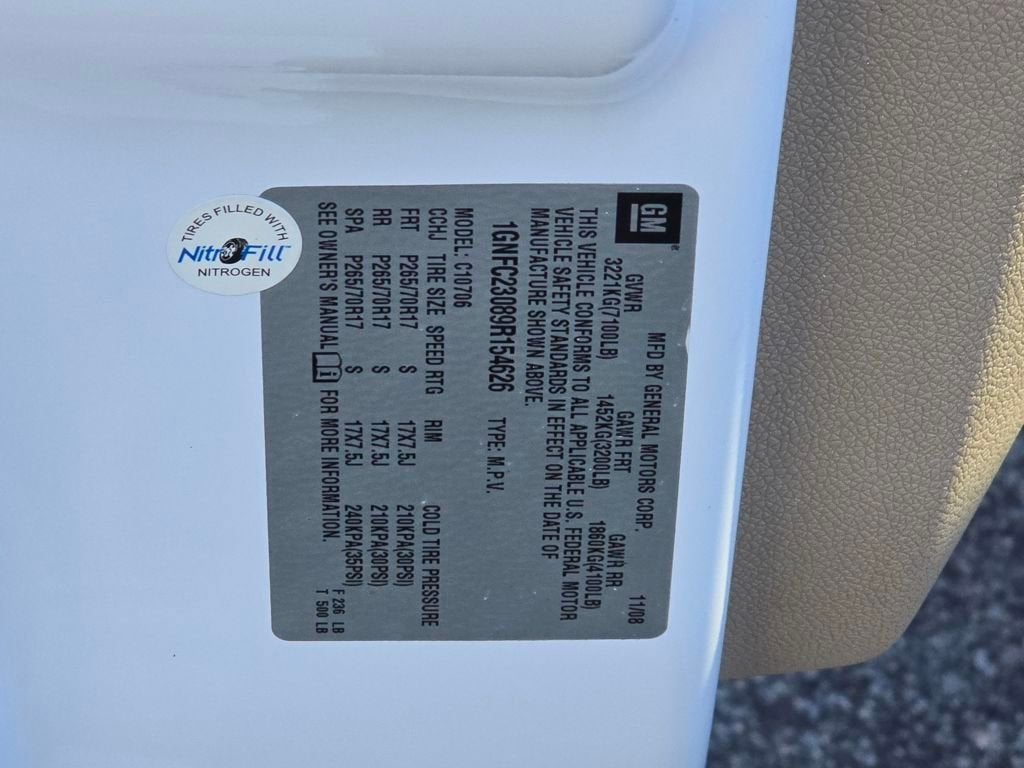 GM®
MFD BY GENERAL MOTORS CORP. 11/08
GVWR GAWR FRT GAWR RR
3221KG(7100LB) 1452KG(3200LB) 1860KG(4100LB)
THIS VEHICLE CONFORMS TO ALL APPLICABLE U.S. FEDERAL MOTOR
VEHICLE SAFETY STANDARDS IN EFFECT ON THE DATE OF
MANUFACTURE SHOWN ABOVE.
1GNFC23089R154626 TYPE: M.P.V.
MODEL: C10706
CCHJ TIRE SIZE SPEED RTG RIM COLD TIRE PRESSURE
FRT P265/70R17 S 17X7.5J 210KPA(30PSI)
RR P265/70R17 S 17X7.5J 210KPA(30PSI)
SPA P265/70R17 S 17X7.5J 240KPA(35PSI)
SEE OWNER'S MANUAL i FOR MORE INFORMATION.
F 236 LB
T 500 LB
TIRES FILLED WITH
NitroFill™
NITROGEN